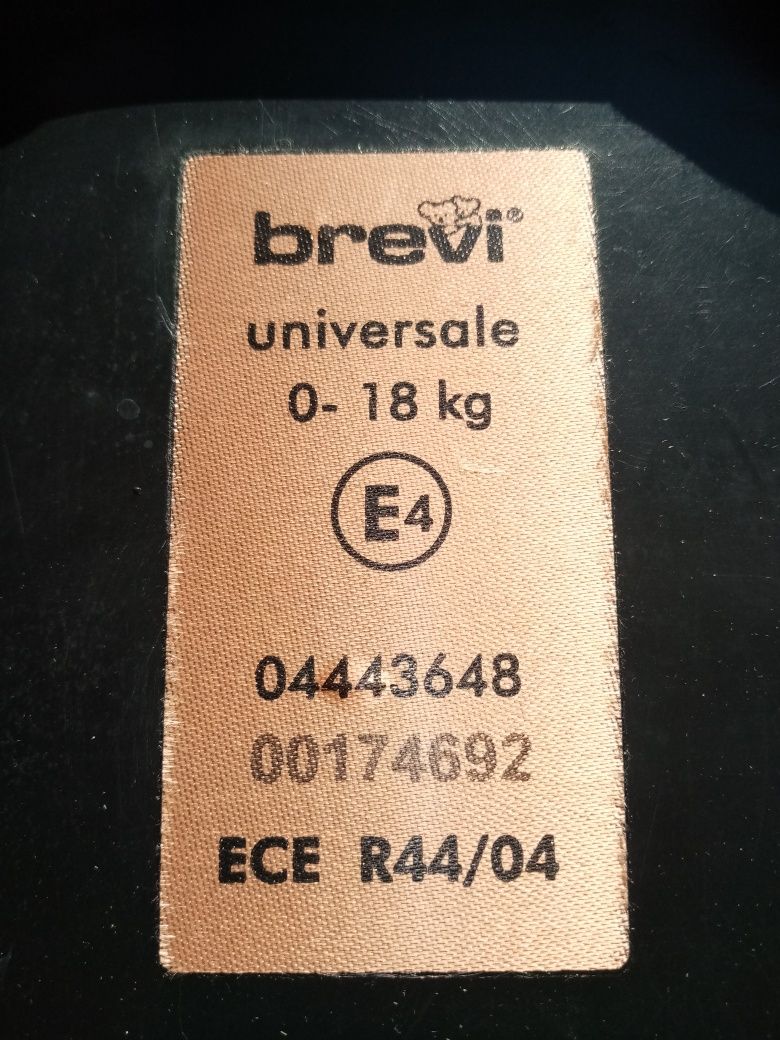 brevi®
universale
0- 18 kg
E4
04443648
00174692
ECE R44/04